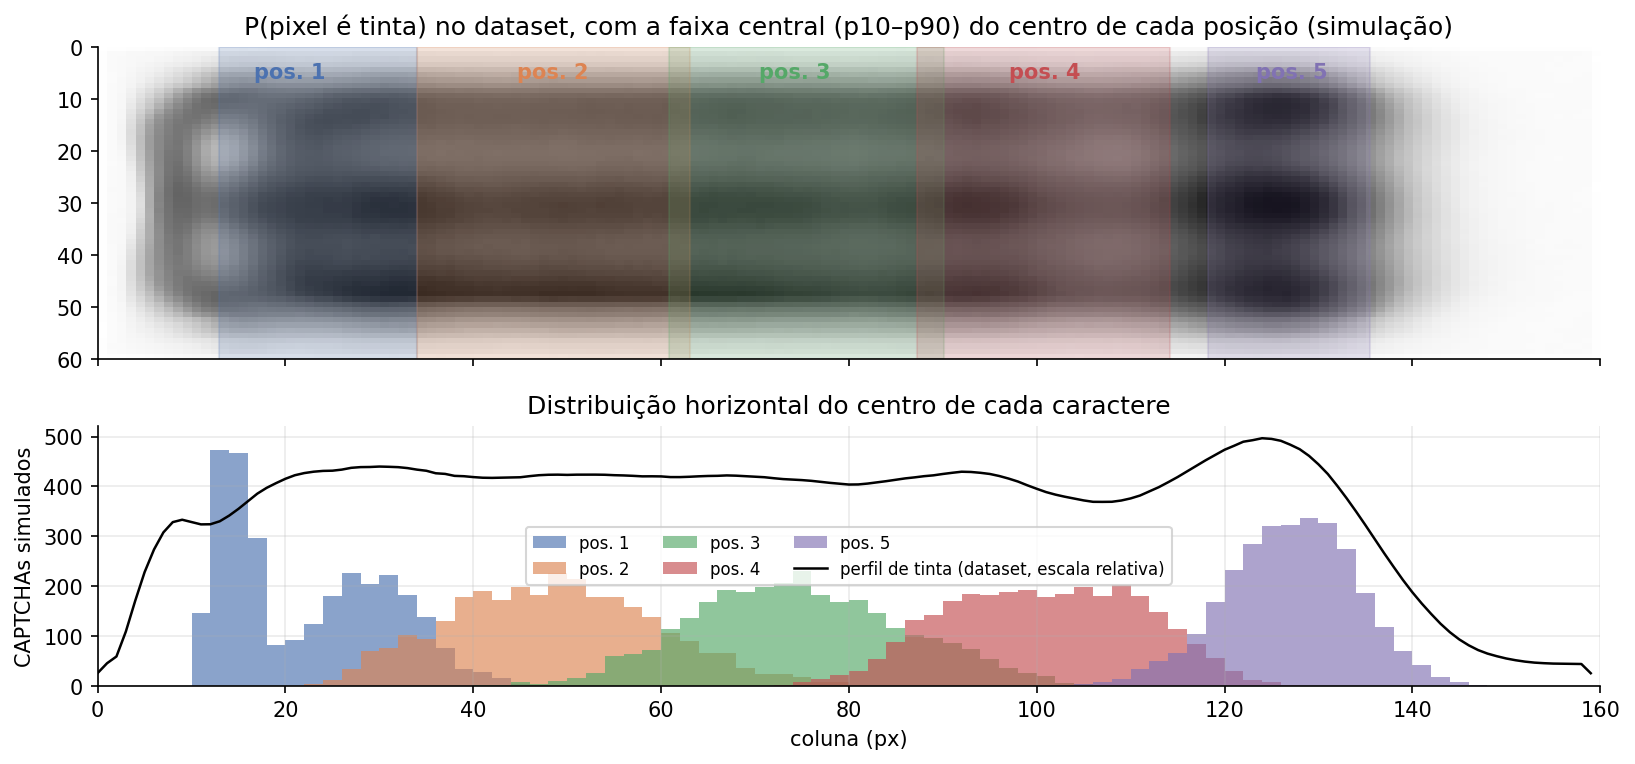 P(pixel é tinta) no dataset, com a faixa central (p10–p90) do centro de cada posição (simulação)
0
10
20
30
40
50
60
pos. 1 pos. 2 pos. 3 pos. 4 pos. 5
Distribuição horizontal do centro de cada caractere
CAPTCHAs simulados
500
400
300
200
100
0
pos. 1 pos. 3 pos. 5
pos. 2 pos. 4 perfil de tinta (dataset, escala relativa)
0 20 40 60 80 100 120 140 160
coluna (px)